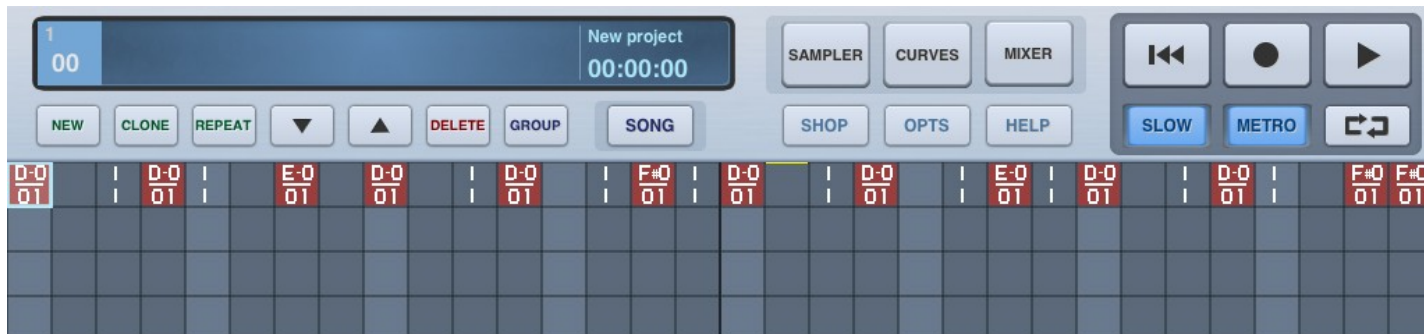 1
00
New project
00:00:00
SAMPLER CURVES MIXER
NEW CLONE REPEAT DELETE GROUP SONG SHOP OPTS HELP SLOW METRO
D-0 D-0 E-0 D-0 D-0 F#0 D-0 D-0 E-0 D-0 D-0 F#0
01 01 01 01 01 01 01 01 01 01 01 01 01